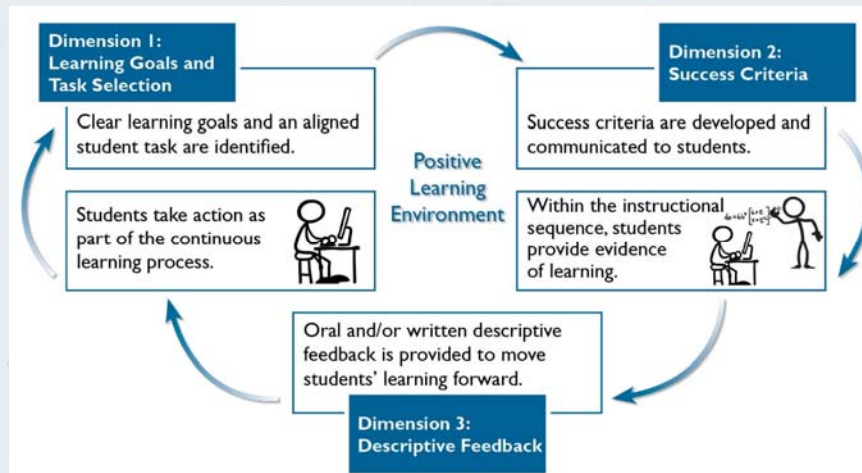 Dimension 1:
Learning Goals and
Task Selection
Clear learning goals and an aligned
student task are identified.
Dimension 2:
Success Criteria
Success criteria are developed and
communicated to students.
Positive
Learning
Environment
Within the instructional
sequence, students
provide evidence
of learning.
Oral and/or written descriptive
feedback is provided to move
students' learning forward.
Dimension 3:
Descriptive Feedback
Students take action as
part of the continuous
learning process.